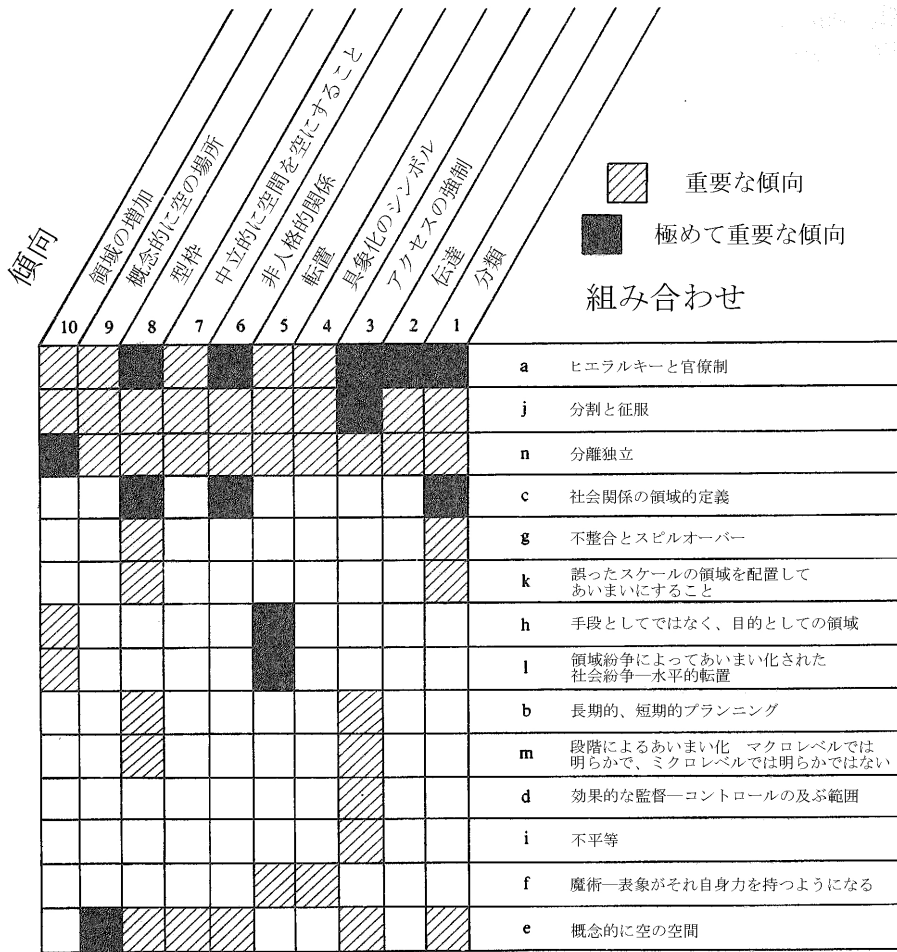 傾向
領域の増加
概念的に空の場所
型枠
中立的に空間を空にすること
非人格的関係
転置
具象化のシンボル
アクセスの強制
伝達
分類
重要な傾向
極めて重要な傾向
組み合わせ
10 9 8 7 6 5 4 3 2 1
a ヒエラルキーと官僚制
j 分割と征服
n 分離独立
c 社会関係の領域的定義
g 不整合とスピルオーバー
k 誤ったスケールの領域を配置して
あいまいにすること
h 手段としてではなく、目的としての領域
l 領域紛争によってあいまい化された
社会紛争―水平的転置
b 長期的、短期的プランニング
m 段階によるあいまい化 マクロレベルでは
明らかで、ミクロレベルでは明らかではない
d 効果的な監督―コントロールの及ぶ範囲
i 不平等
f 魔術―表象がそれ自身力を持つようになる
e 概念的に空の空間